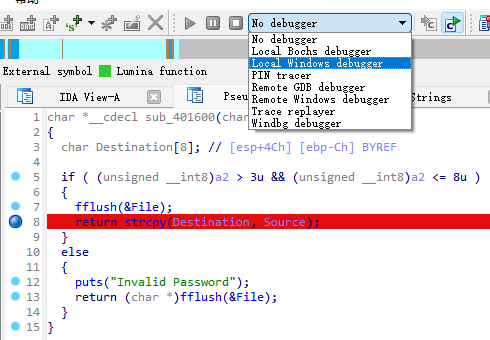 帮助
No debugger
No debugger
Local Bochs debugger
Local Windows debugger
PIN tracer
Remote GDB debugger
Remote Windows debugger
Trace replayer
Windbg debugger
External symbol Lumina function
IDA View-A Pseu Strings
1 char *__cdecl sub_401600(char
2 {
3 char Destination[8]; // [esp+4Ch] [ebp-Ch] BYREF
4
5 if ( (unsigned __int8)a2 > 3u && (unsigned __int8)a2 <= 8u )
6 {
7 fflush(&File);
8 return strcpy(Destination, Source);
9 }
10 else
11 {
12 puts("Invalid Password");
13 return (char *)fflush(&File);
14 }
15 }